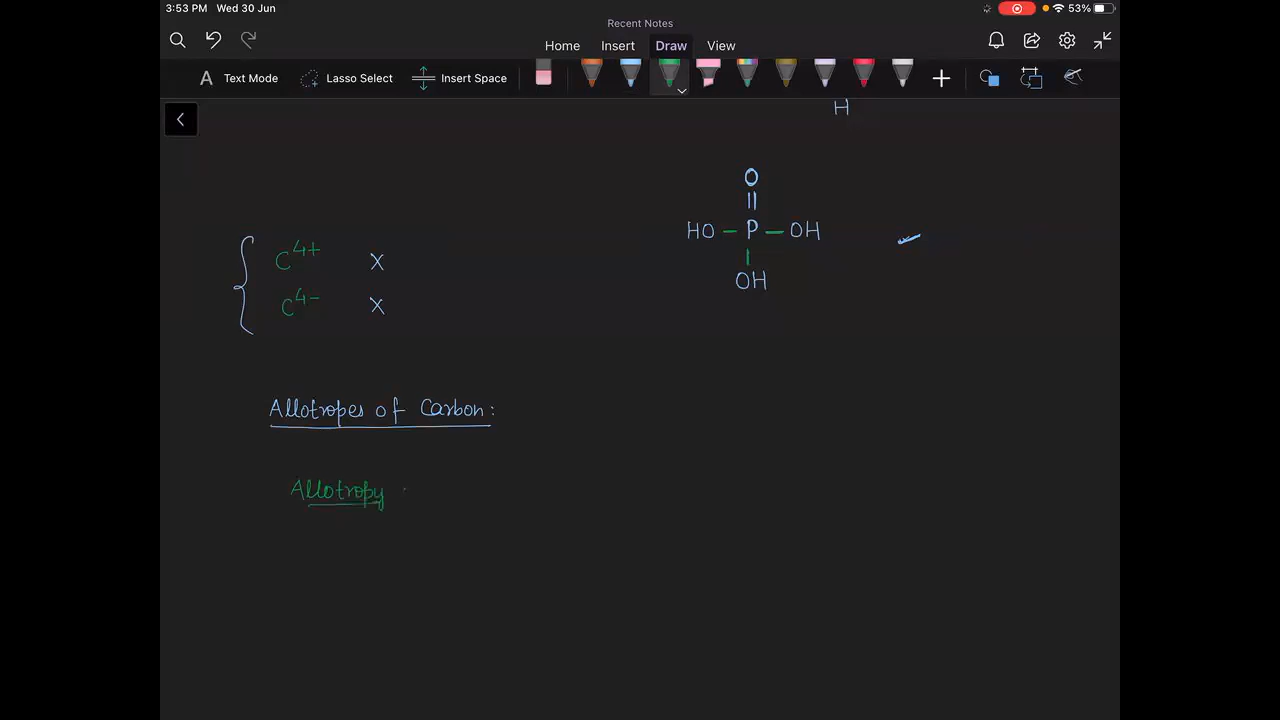 3:53 PM Wed 30 Jun
53%
Recent Notes
Home Insert Draw View
Text Mode Lasso Select Insert Space
H
O
HO – P – OH
OH
C4+ X
C4– X
Allotropes of Carbon:
Allotropy